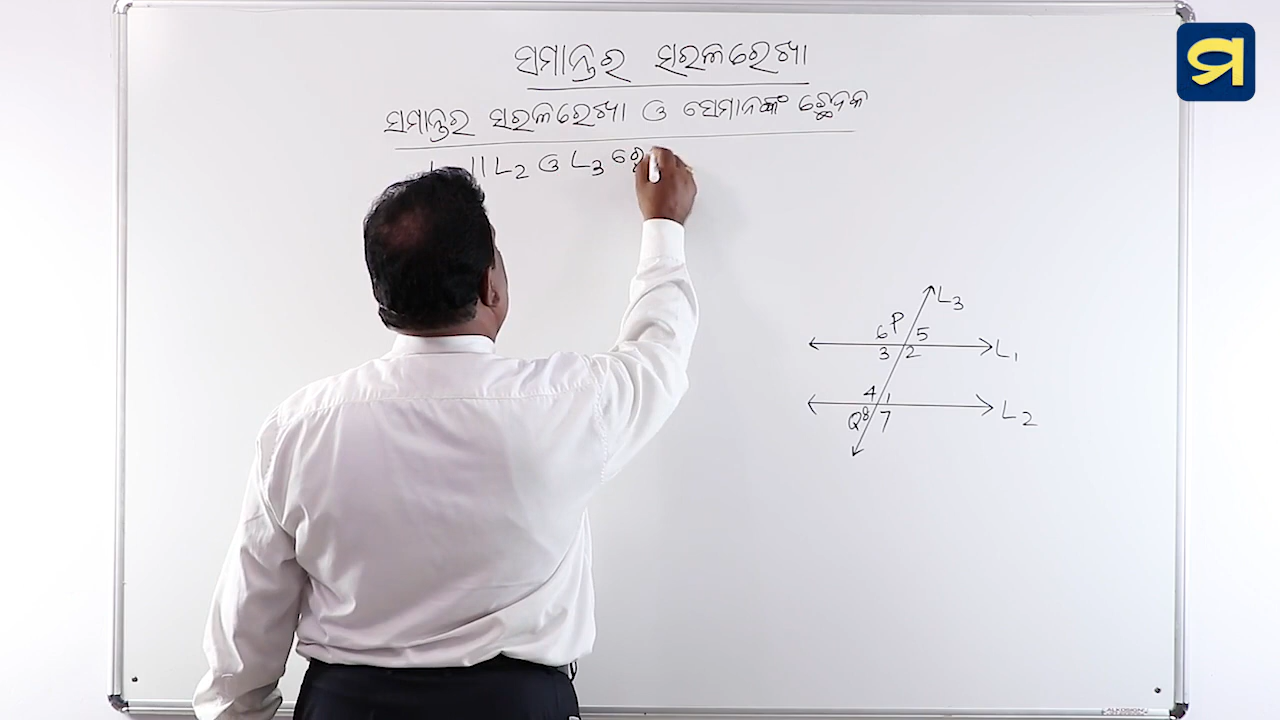 ସମାନ୍ତର ସରଳରେଖା
ସମାନ୍ତର ସରଳରେଖା ଓ ସେମାନଙ୍କ ଛେଦକ
|| L2 ଓ L3
L3
6 P 5
3 2 L1
4 1
Q 8 7 L2
ମ